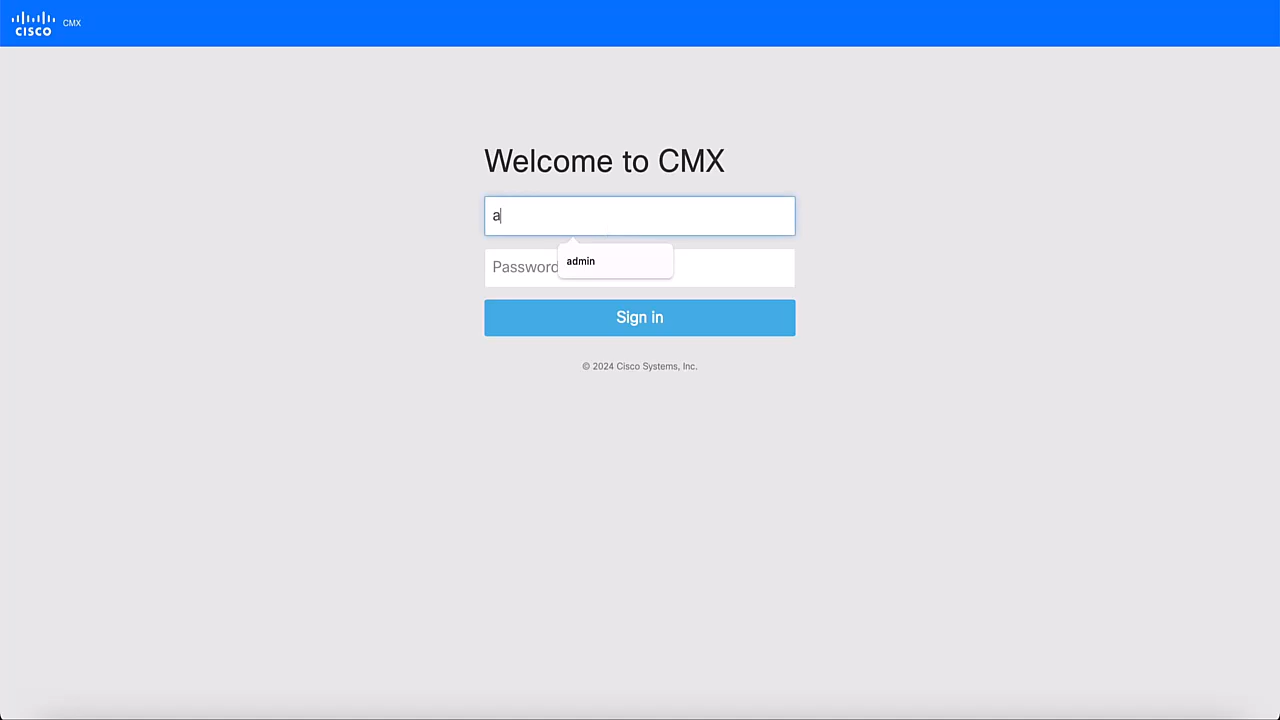 CISCO CMX
Welcome to CMX
a
admin
Password
Sign in
© 2024 Cisco Systems, Inc.